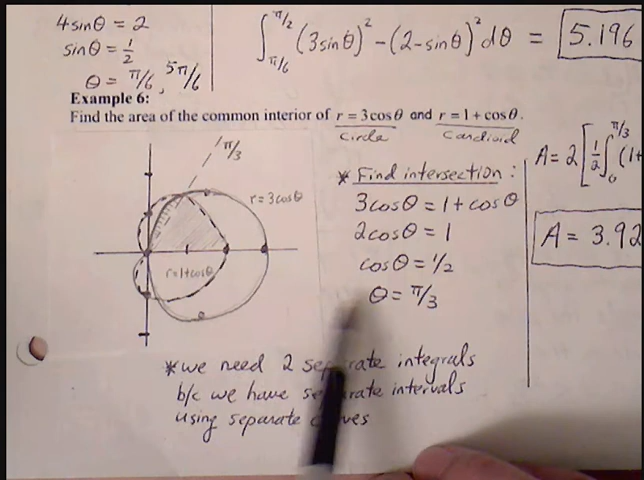 4sinθ = 2
sinθ = 1/2
θ = π/6, 5π/6
∫π/6^π/2 (3sinθ)² - (2-sinθ)² dθ = 5.196
Example 6:
Find the area of the common interior of r = 3cosθ and r = 1 + cosθ.
Circle Cardioid
π/3
r=3cosθ
r=1+cosθ
* Find intersection:
3cosθ = 1+cosθ
2cosθ = 1
cosθ = 1/2
θ = π/3
A = 2[1/2 ∫0^π/3 (1+
A = 3.92
*we need 2 separate integrals
b/c we have separate intervals
using separate